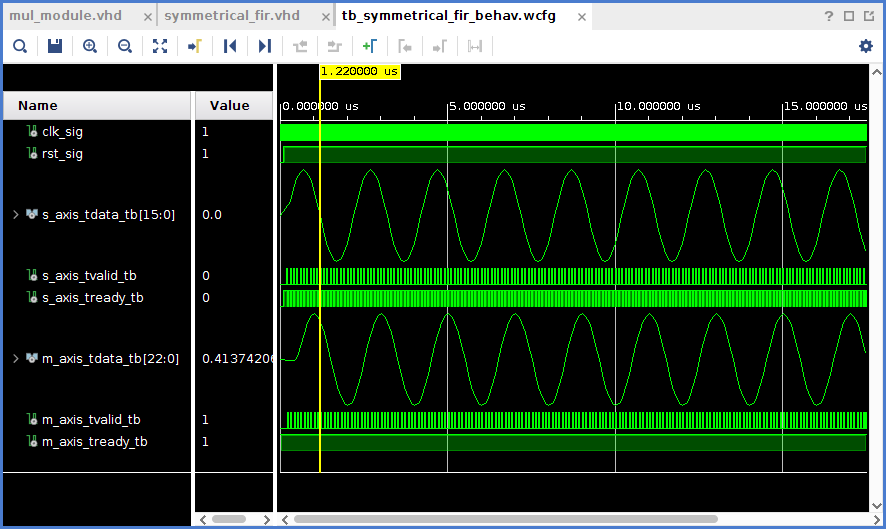 mul_module.vhd × symmetrical_fir.vhd × tb_symmetrical_fir_behav.wcfg ×
1.220000 us
Name Value 0.000000 us 5.000000 us 10.000000 us 15.000000 us
clk_sig 1
rst_sig 1
s_axis_tdata_tb[15:0] 0.0
s_axis_tvalid_tb 0
s_axis_tready_tb 0
m_axis_tdata_tb[22:0] 0.4137420
m_axis_tvalid_tb 1
m_axis_tready_tb 1